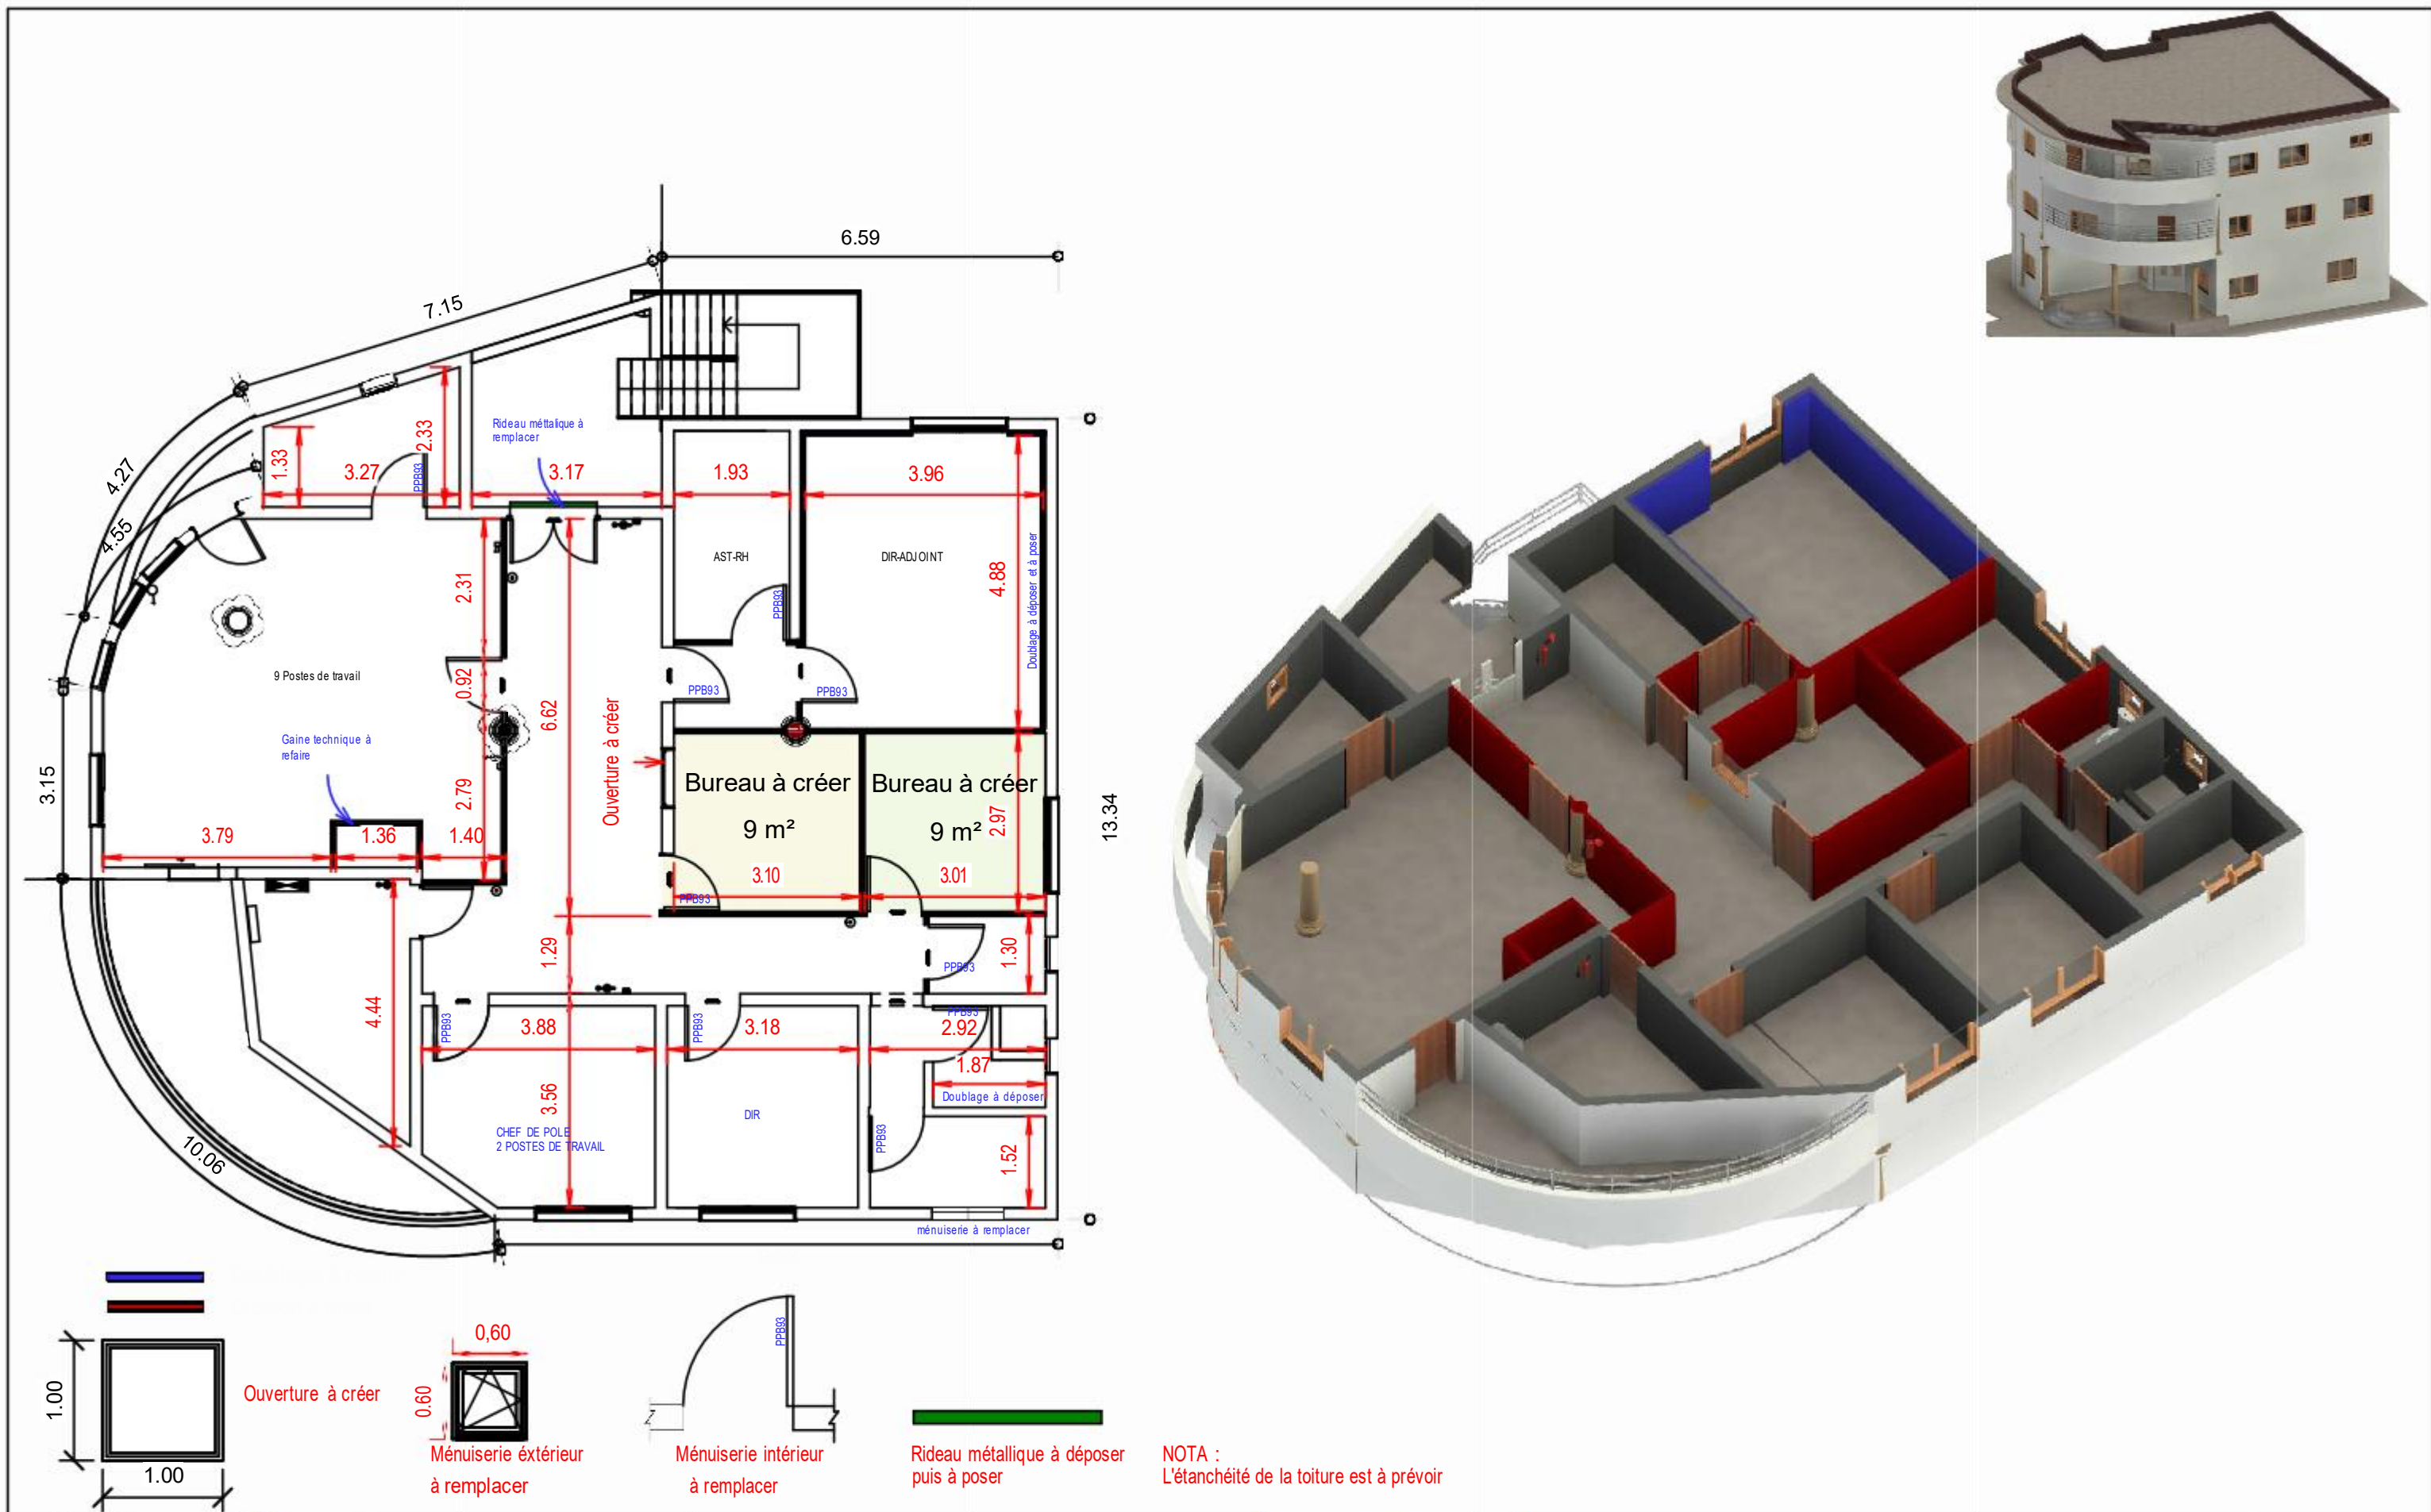 6.59
7.15
4.27
4.55
3.15
10.06
13.34
1.33
3.27
2.33
PPB93
Rideau méttalique à
remplacer
3.17
1.93
3.96
AST-RH
DIR-ADJOINT
4.88
Doublage à déposer et à poser
PPB93
2.31
0.92
2.79
6.62
9 Postes de travail
Gaine technique à
refaire
PPB93
PPB93
Ouverture à créer
Bureau à créer
9 m²
Bureau à créer
9 m²
2.97
3.79
1.36
1.40
3.10
3.01
PPB93
1.29
1.30
PPB93
4.44
PPB93
3.88
PPB93
3.18
PPB93
2.92
1.87
Doublage à déposer
3.56
CHEF DE POLE
2 POSTES DE TRAVAIL
DIR
PPB93
1.52
ménuiserie à remplacer
1.00
1.00
Ouverture à créer
0,60
0.60
Ménuiserie éxtérieur
à remplacer
PPB93
Ménuiserie intérieur
à remplacer
Rideau métallique à déposer
puis à poser
NOTA :
L'étanchéité de la toiture est à prévoir